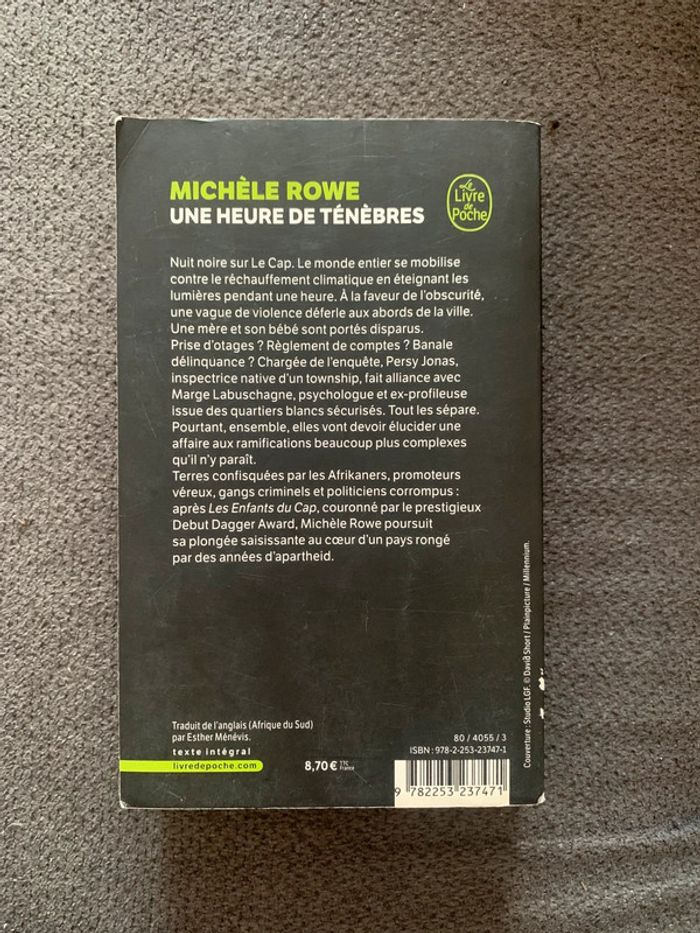 MICHÈLE ROWE
UNE HEURE DE TÉNÈBRES
Le
Livre
de
Poche
Nuit noire sur Le Cap. Le monde entier se mobilise
contre le réchauffement climatique en éteignant les
lumières pendant une heure. À la faveur de l'obscurité,
une vague de violence déferle aux abords de la ville.
Une mère et son bébé sont portés disparus.
Prise d'otages ? Règlement de comptes ? Banale
délinquance ? Chargée de l'enquête, Persy Jonas,
inspectrice native d'un township, fait alliance avec
Marge Labuschagne, psychologue et ex-profileuse
issue des quartiers blancs sécurisés. Tout les sépare.
Pourtant, ensemble, elles vont devoir élucider une
affaire aux ramifications beaucoup plus complexes
qu'il n'y paraît.
Terres confisquées par les Afrikaners, promoteurs
véreux, gangs criminels et politiciens corrompus :
après Les Enfants du Cap, couronné par le prestigieux
Debut Dagger Award, Michèle Rowe poursuit
sa plongée saisissante au cœur d'un pays rongé
par des années d'apartheid.
Traduit de l'anglais (Afrique du Sud)
par Esther Ménévis.
texte intégral
livredepoche.com
8,70 € TTC
France
80 / 4055 / 3
ISBN : 978-2-253-23747-1
9 782253 237471
Couverture : Studio LGF. © David Short / Plainpicture / Millennium.